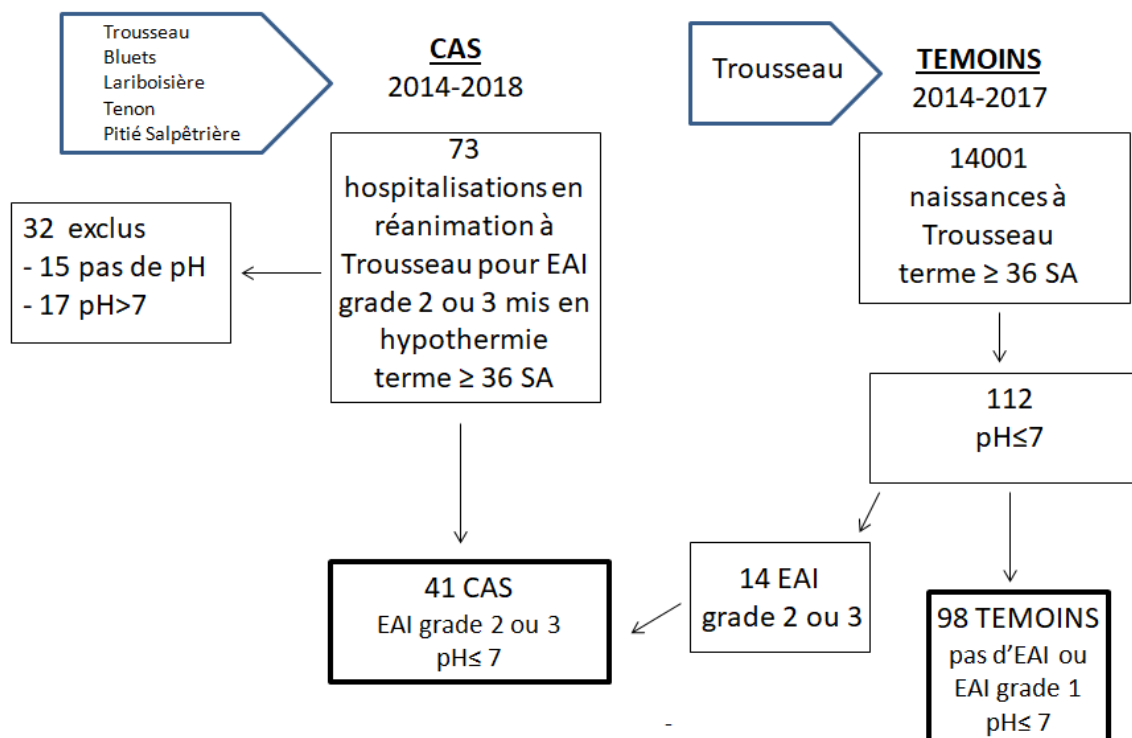 Trousseau
Bluets
Lariboisière
Tenon
Pitié Salpêtrière
CAS
2014-2018
73
hospitalisations en
réanimation à
Trousseau pour EAI
grade 2 ou 3 mis en
hypothermie
terme ≥ 36 SA
32 exclus
- 15 pas de pH
- 17 pH>7
41 CAS
EAI grade 2 ou 3
pH≤ 7
Trousseau
TEMOINS
2014-2017
14001
naissances à
Trousseau
terme ≥ 36 SA
112
pH≤7
14 EAI
grade 2 ou 3
98 TEMOINS
pas d'EAI ou
EAI grade 1
pH≤ 7
-